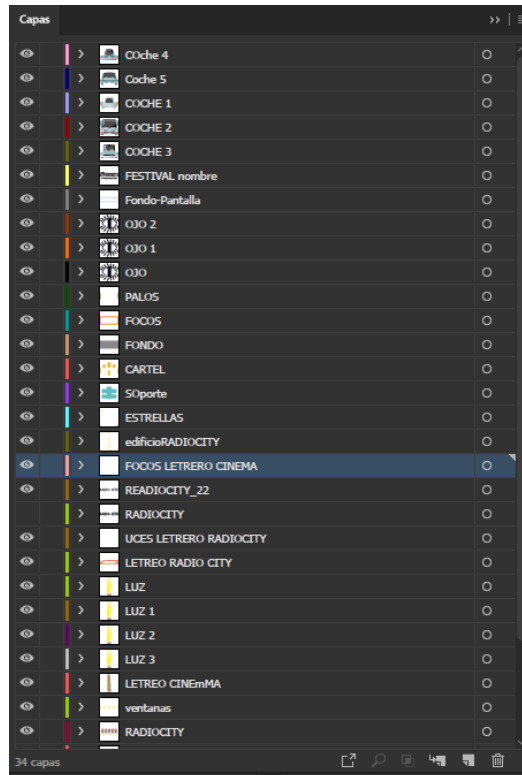 Capas
COche 4
Coche 5
COCHE 1
COCHE 2
COCHE 3
FESTIVAL nombre
Fondo-Pantalla
OJO 2
OJO 1
OJO
PALOS
FOCOS
FONDO
CARTEL
SOporte
ESTRELLAS
edificioRADIOCITY
FOCOS LETRERO CINEMA
READIOCITY_22
RADIOCITY
UCES LETRERO RADIOCITY
LETREO RADIO CITY
LUZ
LUZ 1
LUZ 2
LUZ 3
LETREO CINEmMA
ventanas
RADIOCITY
34 capas